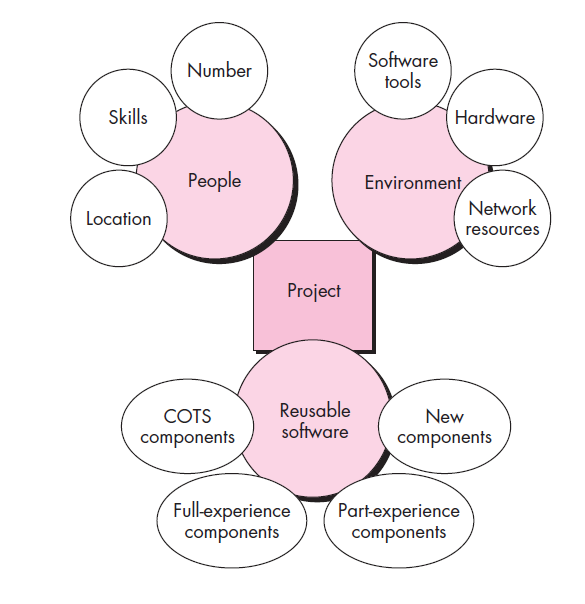 Number
Skills
People
Location
Software
tools
Hardware
Environment
Network
resources
Project
Reusable
software
COTS
components
New
components
Full-experience
components
Part-experience
components